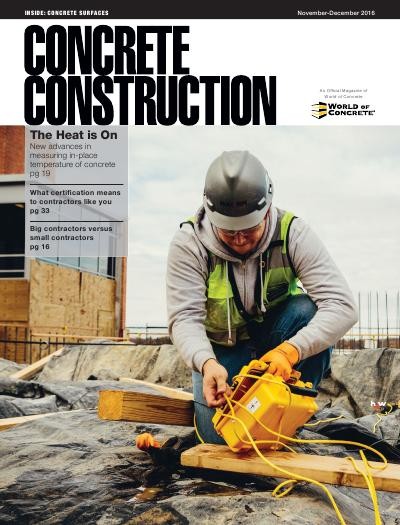 INSIDE: CONCRETE SURFACES
November-December 2016
CONCRETE
CONSTRUCTION
An Official Magazine of
World of Concrete
WORLD OF
CONCRETE
The Heat is On
New advances in
measuring in-place
temperature of concrete
pg 19
What certification means
to contractors like you
pg 33
Big contractors versus
small contractors
pg 16